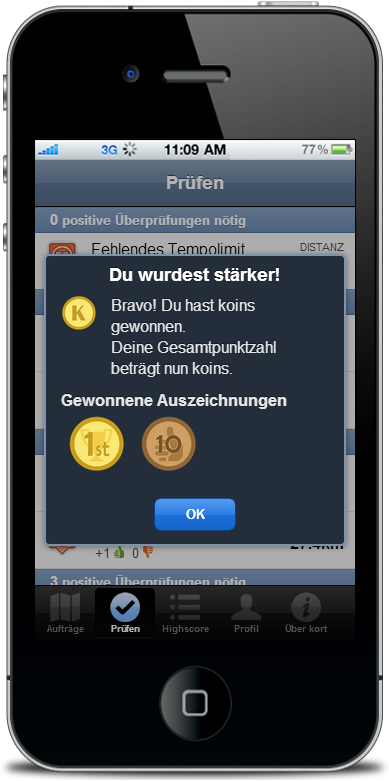 3G 11:09 AM 77%
Prüfen
0 positive Überprüfungen nötig
Fehlendes Tempolimit DISTANZ
Du wurdest stärker!
K
Bravo! Du hast koins
gewonnen.
Deine Gesamtpunktzahl
beträgt nun koins.
Gewonnene Auszeichnungen
1st 10
OK
+1 0 27.4km
3 positive Überprüfungen nötig
Aufträge Prüfen Highscore Profil Über kort